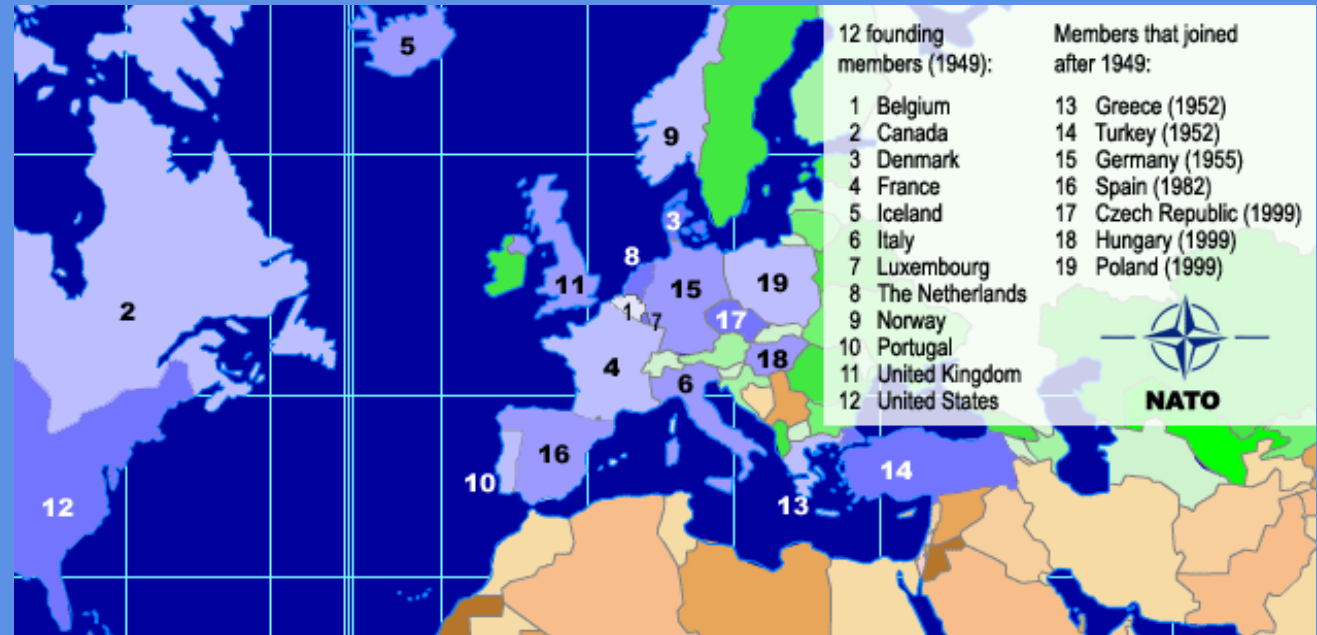 12 founding
members (1949):
1 Belgium
2 Canada
3 Denmark
4 France
5 Iceland
6 Italy
7 Luxembourg
8 The Netherlands
9 Norway
10 Portugal
11 United Kingdom
12 United States
Members that joined
after 1949:
13 Greece (1952)
14 Turkey (1952)
15 Germany (1955)
16 Spain (1982)
17 Czech Republic (1999)
18 Hungary (1999)
19 Poland (1999)
NATO
5
9
3
8
11
15
19
2
1
7
17
4
18
6
16
10
14
12
13